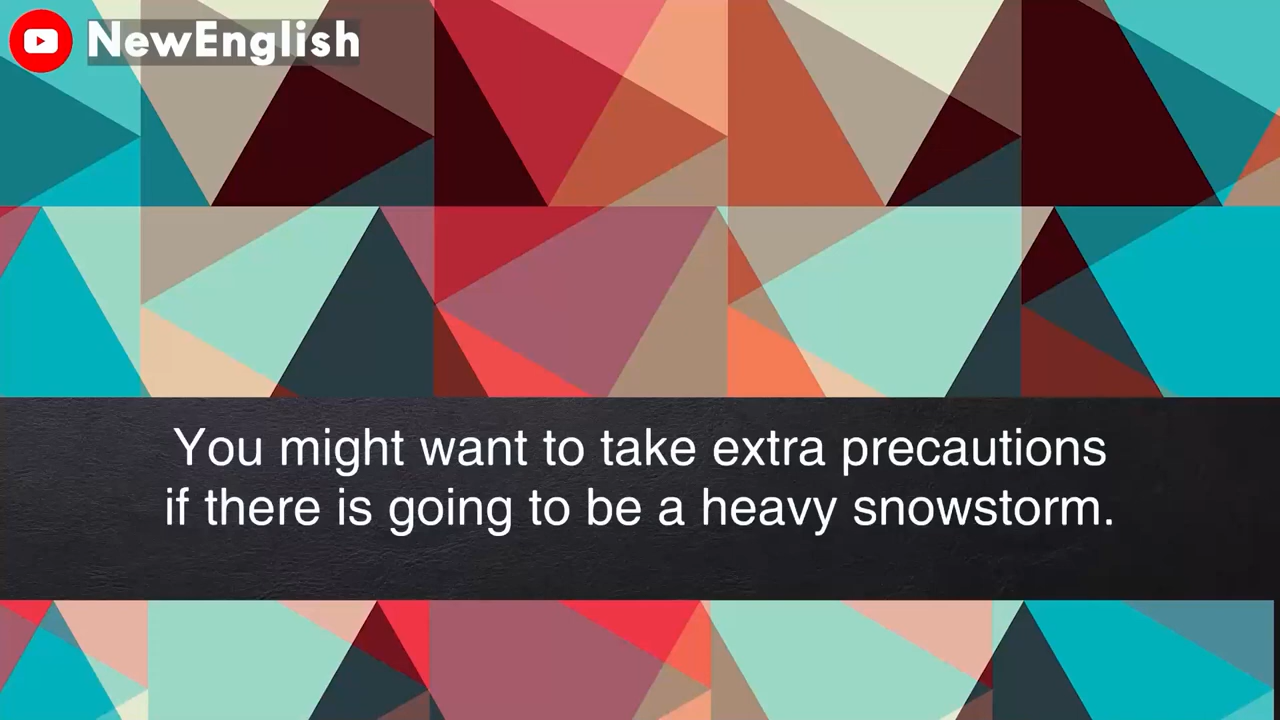 NewEnglish
You might want to take extra precautions
if there is going to be a heavy snowstorm.